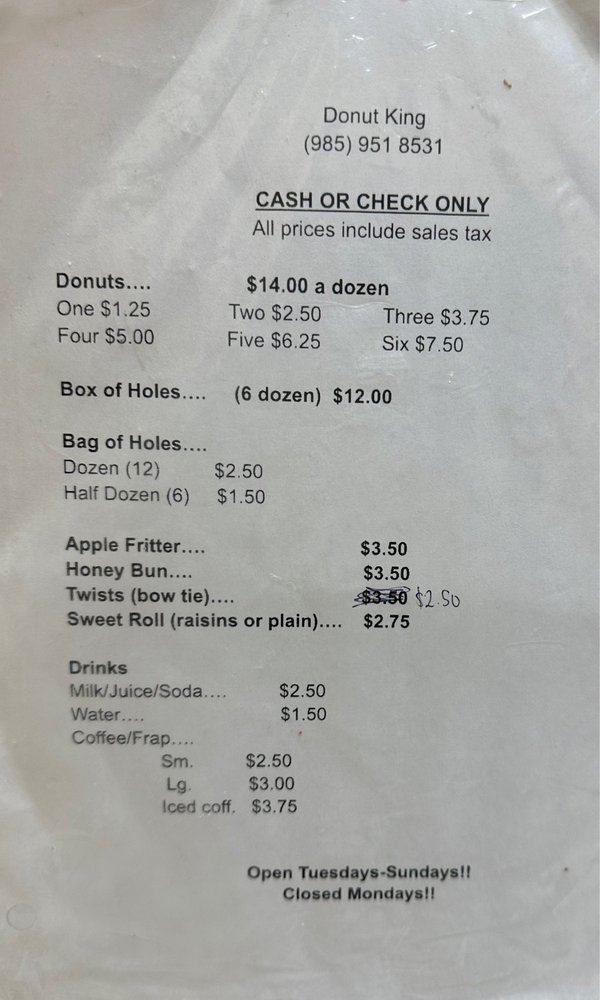 Donut King
(985) 951 8531
CASH OR CHECK ONLY
All prices include sales tax
Donuts.... $14.00 a dozen
One $1.25 Two $2.50 Three $3.75
Four $5.00 Five $6.25 Six $7.50
Box of Holes.... (6 dozen) $12.00
Bag of Holes....
Dozen (12) $2.50
Half Dozen (6) $1.50
Apple Fritter.... $3.50
Honey Bun.... $3.50
Twists (bow tie).... $3.50 $2.50
Sweet Roll (raisins or plain).... $2.75
Drinks
Milk/Juice/Soda.... $2.50
Water.... $1.50
Coffee/Frap....
Sm. $2.50
Lg. $3.00
Iced coff. $3.75
Open Tuesdays-Sundays!!
Closed Mondays!!